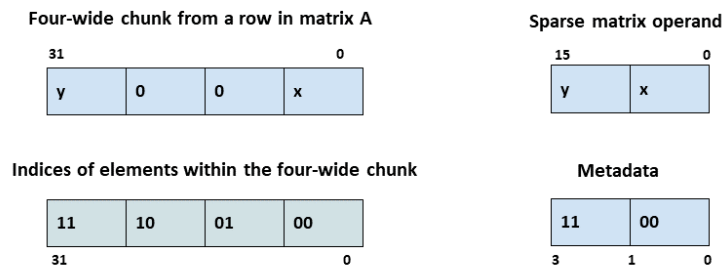 Four-wide chunk from a row in matrix A
31 0
y 0 0 x
Indices of elements within the four-wide chunk
11 10 01 00
31 0
Sparse matrix operand
15 0
y x
Metadata
11 00
3 1 0